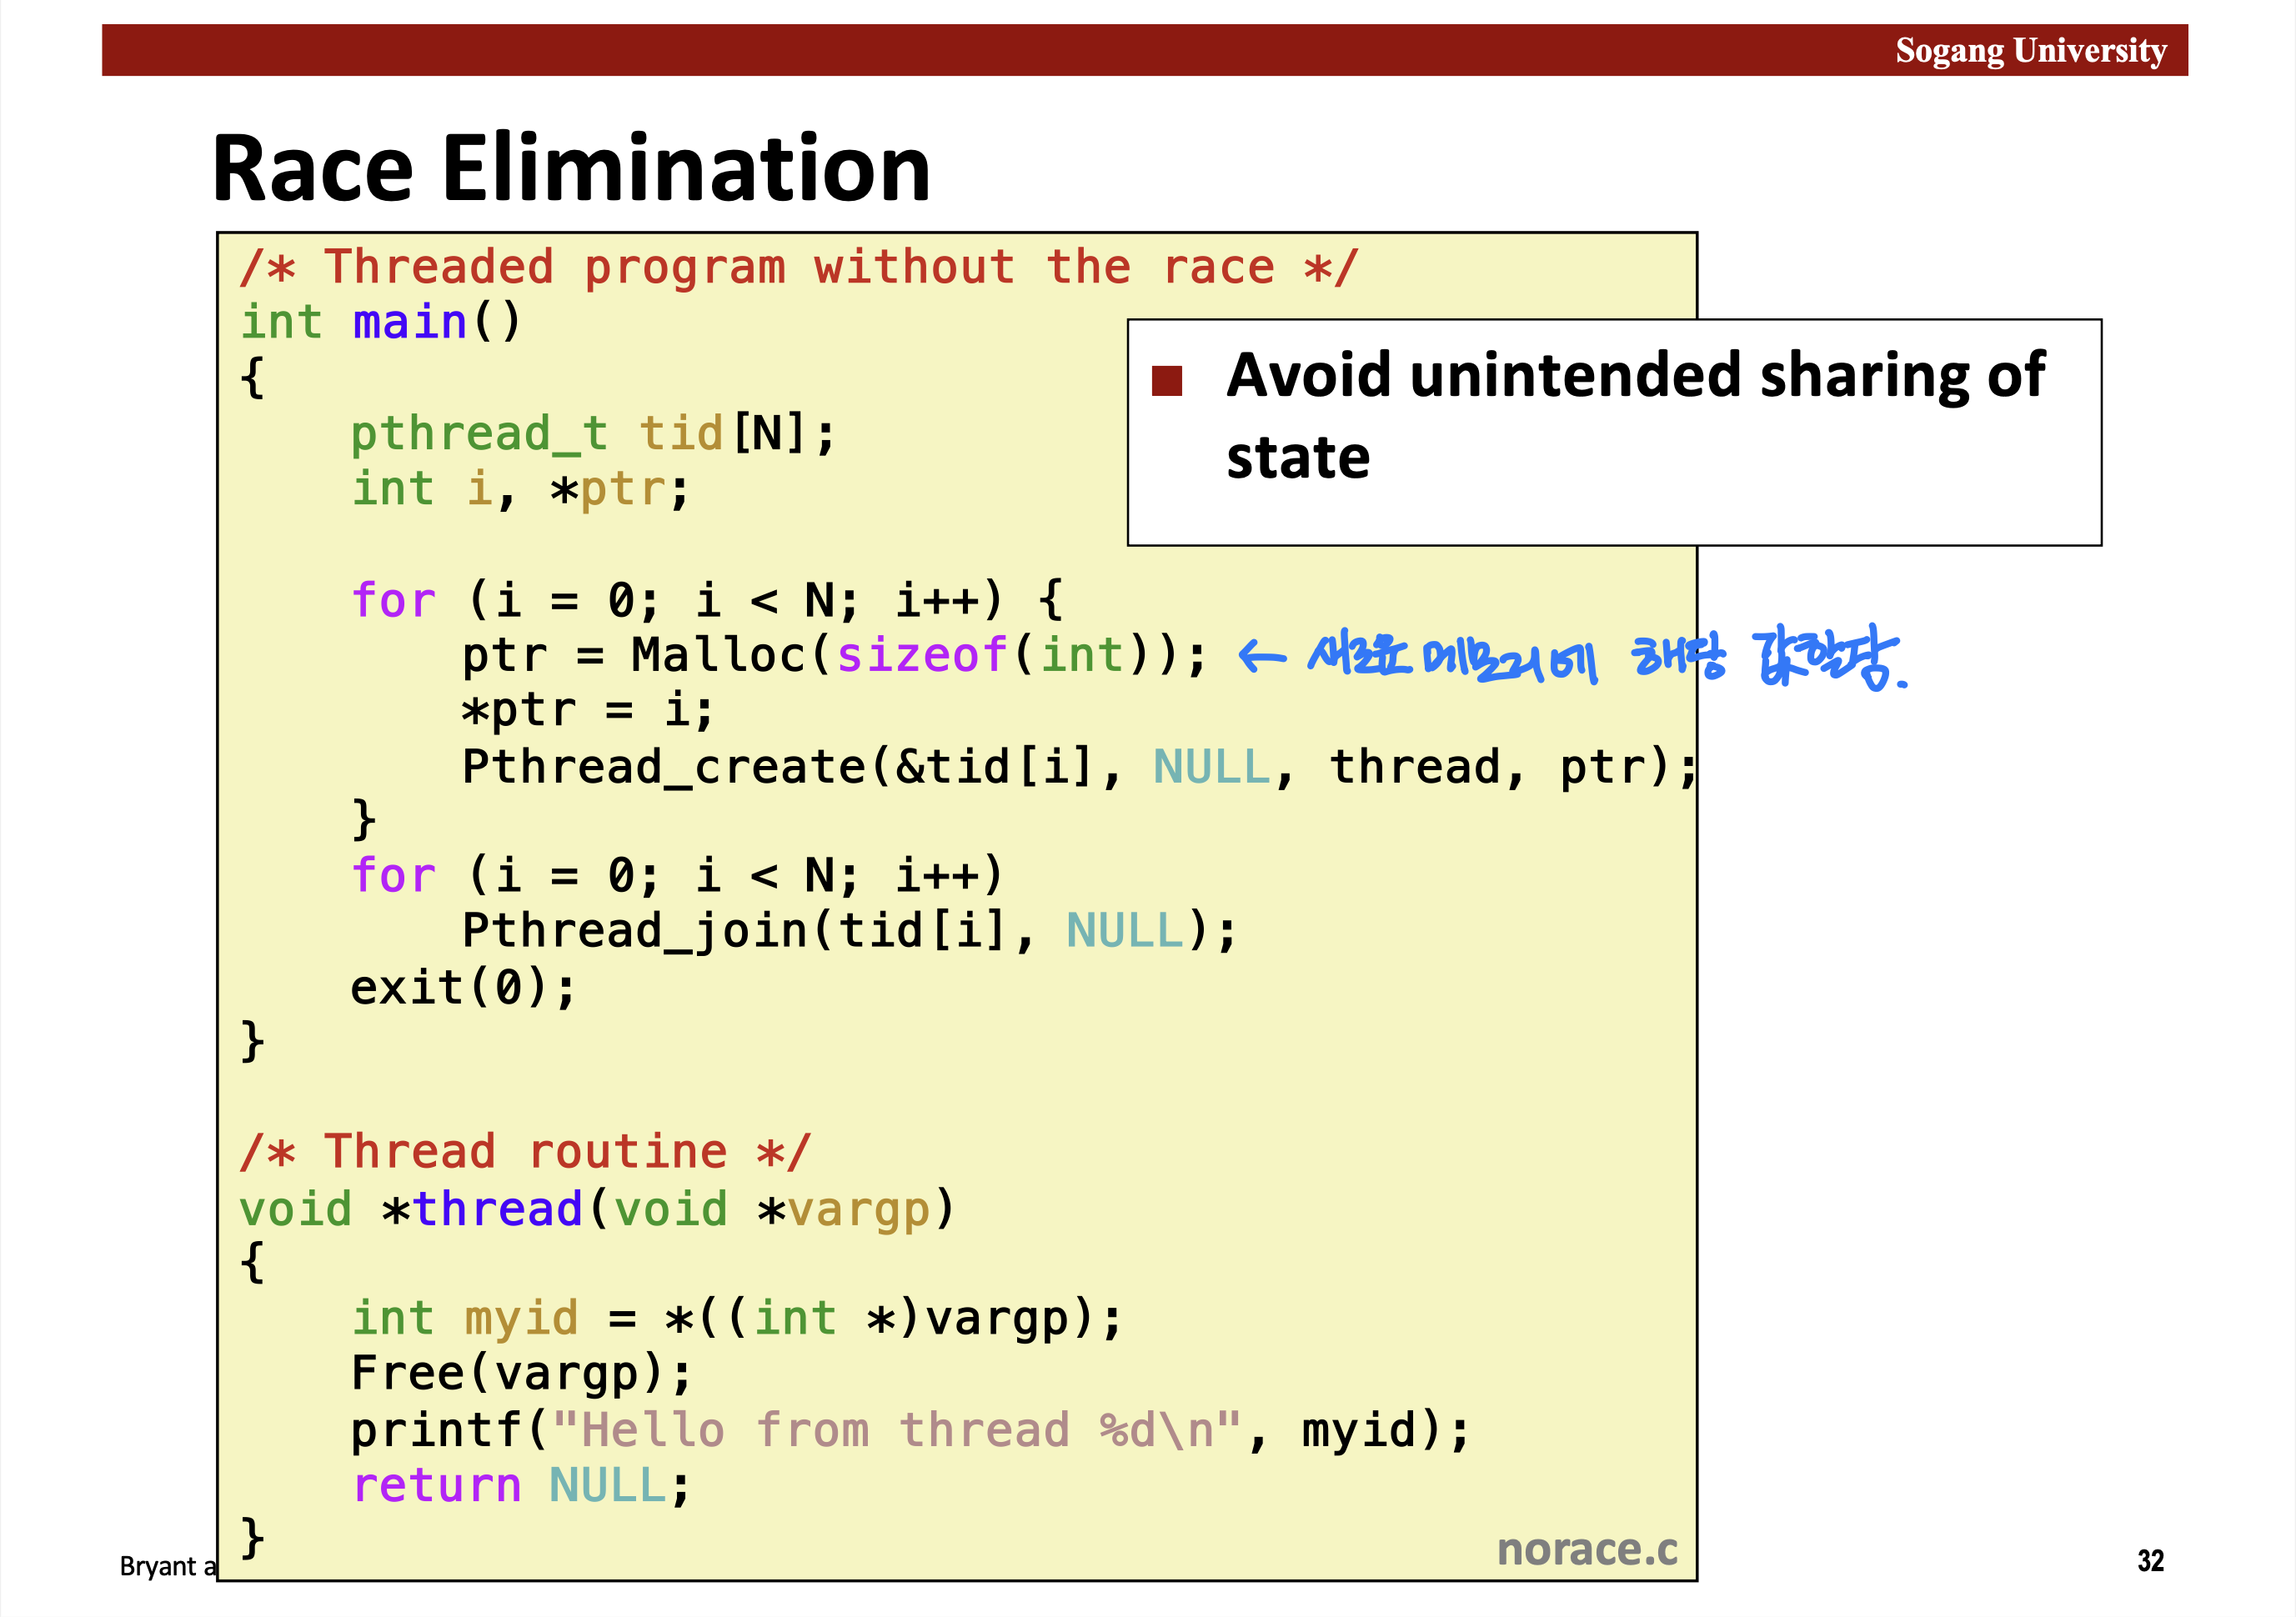 Sogang University
Race Elimination
/* Threaded program without the race */
int main()
{
    pthread_t tid[N];
    int i, *ptr;
    for (i = 0; i < N; i++) {
        ptr = Malloc(sizeof(int)); ← 새로운 메모리에 해당 값 할당.
        *ptr = i;
        Pthread_create(&tid[i], NULL, thread, ptr);
    }
    for (i = 0; i < N; i++)
        Pthread_join(tid[i], NULL);
    exit(0);
}
/* Thread routine */
void *thread(void *vargp)
{
    int myid = *((int *)vargp);
    Free(vargp);
    printf("Hello from thread %d\n", myid);
    return NULL;
}
norace.c
■ Avoid unintended sharing of
state
Bryant a
32